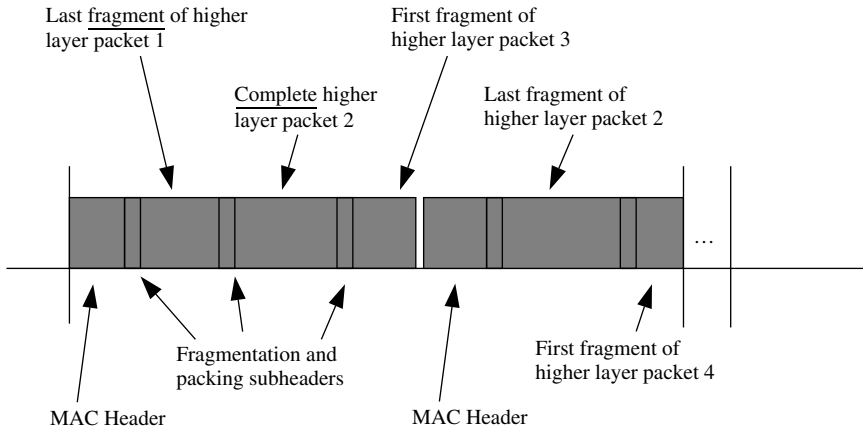 Last fragment of higher
layer packet 1
First fragment of
higher layer packet 3
Complete higher
layer packet 2
Last fragment of
higher layer packet 2
...
Fragmentation and
packing subheaders
First fragment of
higher layer packet 4
MAC Header
MAC Header